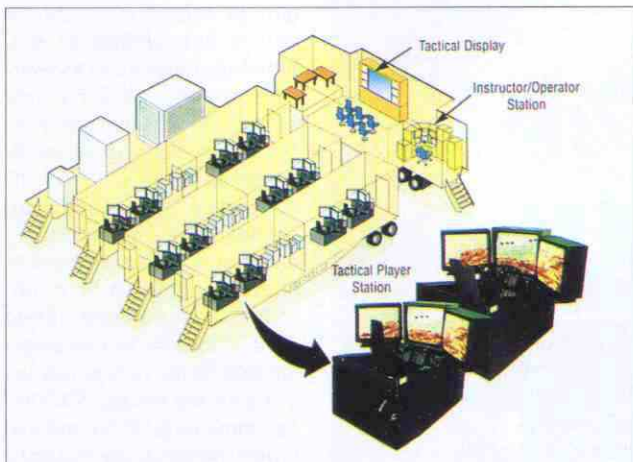 Tactical Display
Instructor/Operator
Station
Tactical Player
Station